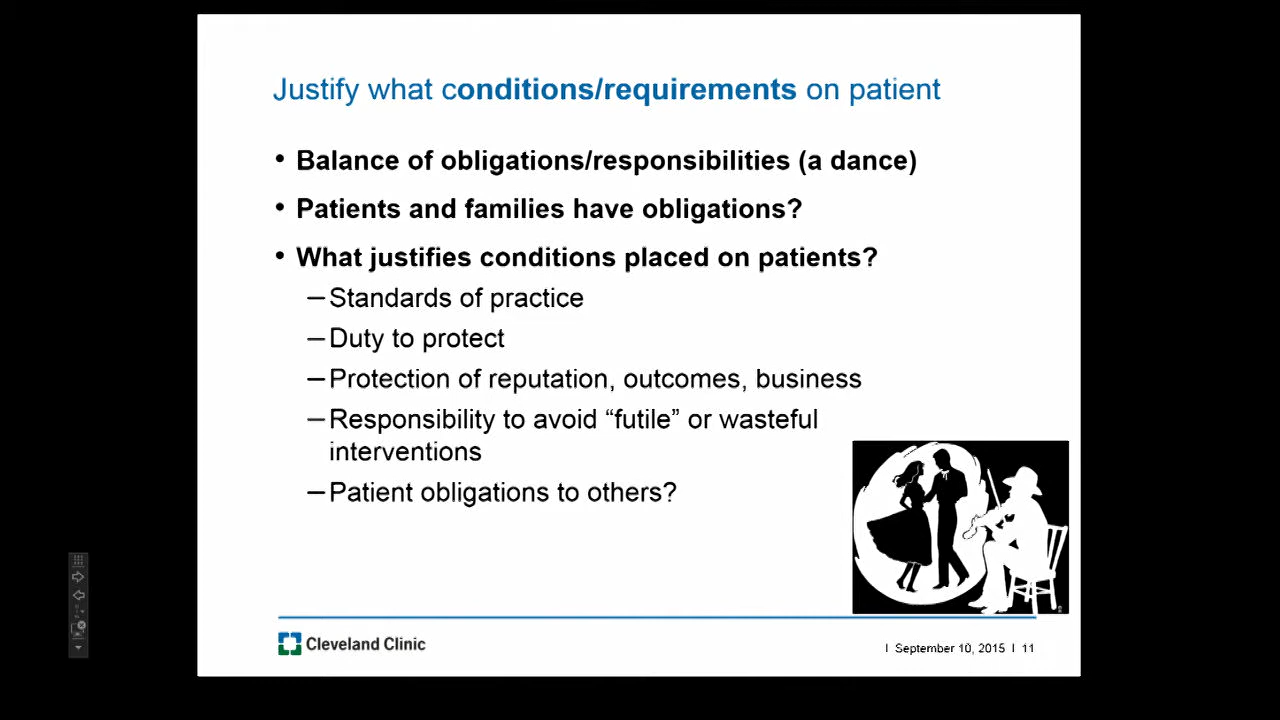 Justify what conditions/requirements on patient
• Balance of obligations/responsibilities (a dance)
• Patients and families have obligations?
• What justifies conditions placed on patients?
–Standards of practice
–Duty to protect
–Protection of reputation, outcomes, business
–Responsibility to avoid “futile” or wasteful
interventions
–Patient obligations to others?
Cleveland Clinic
l September 10, 2015 l 11